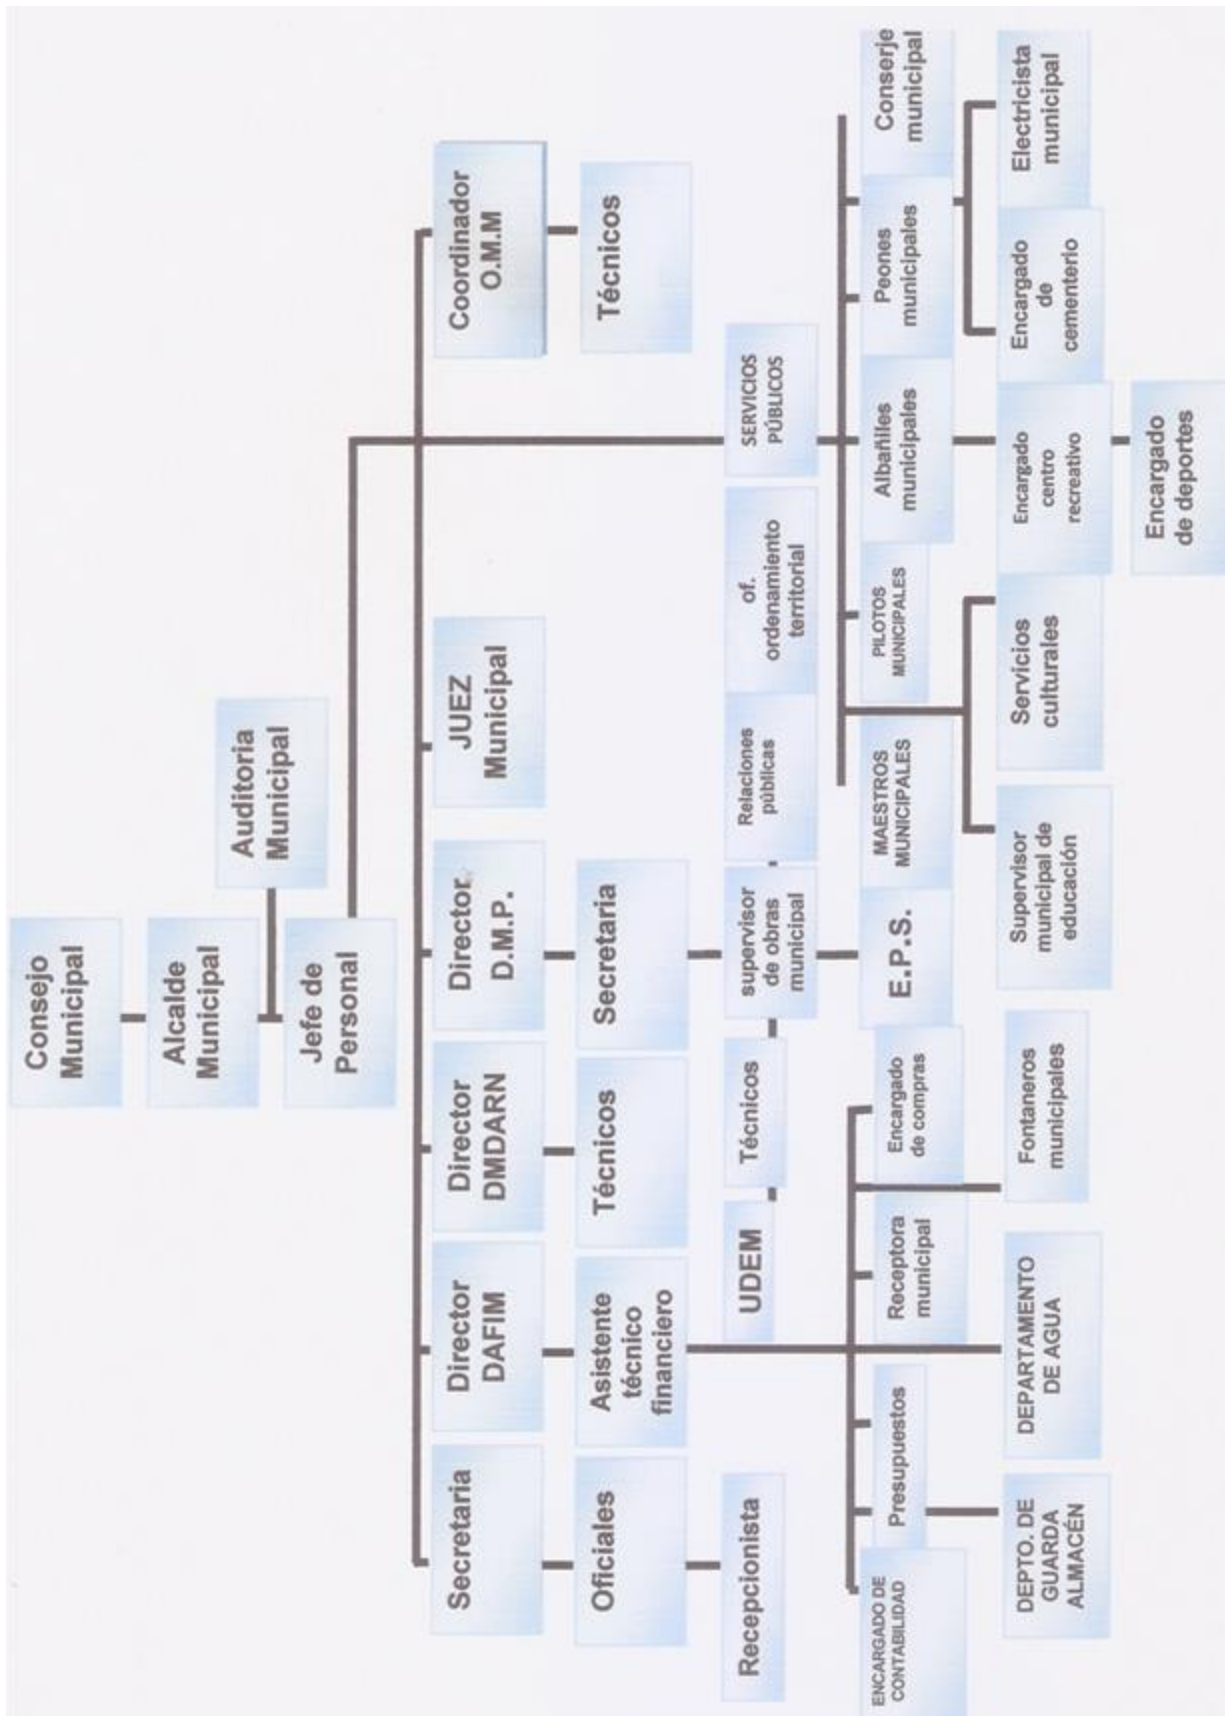 Consejo
Municipal
Alcalde
Municipal
Auditoria
Municipal
Jefe de
Personal
Secretaria
Director
DAFIM
Director
DMDARN
Director
D.M.P.
JUEZ
Municipal
Coordinador
O.M.M
Oficiales
Asistente
técnico
financiero
Técnicos
Secretaria
Técnicos
Recepcionista
UDEM
Técnicos
supervisor
de obras
municipal
Relaciones
públicas
of.
ordenamiento
territorial
SERVICIOS
PÚBLICOS
ENCARGADO DE
CONTABILIDAD
Presupuestos
Receptora
municipal
Encargado
de compras
E.P.S.
MAESTROS
MUNICIPALES
PILOTOS
MUNICIPALES
Albañiles
municipales
Peones
municipales
Conserje
municipal
DEPTO. DE
GUARDA
ALMACÉN
DEPARTAMENTO
DE AGUA
Fontaneros
municipales
Supervisor
municipal de
educación
Servicios
culturales
Encargado
centro
recreativo
Encargado
de
cementerio
Electricista
municipal
Encargado
de deportes